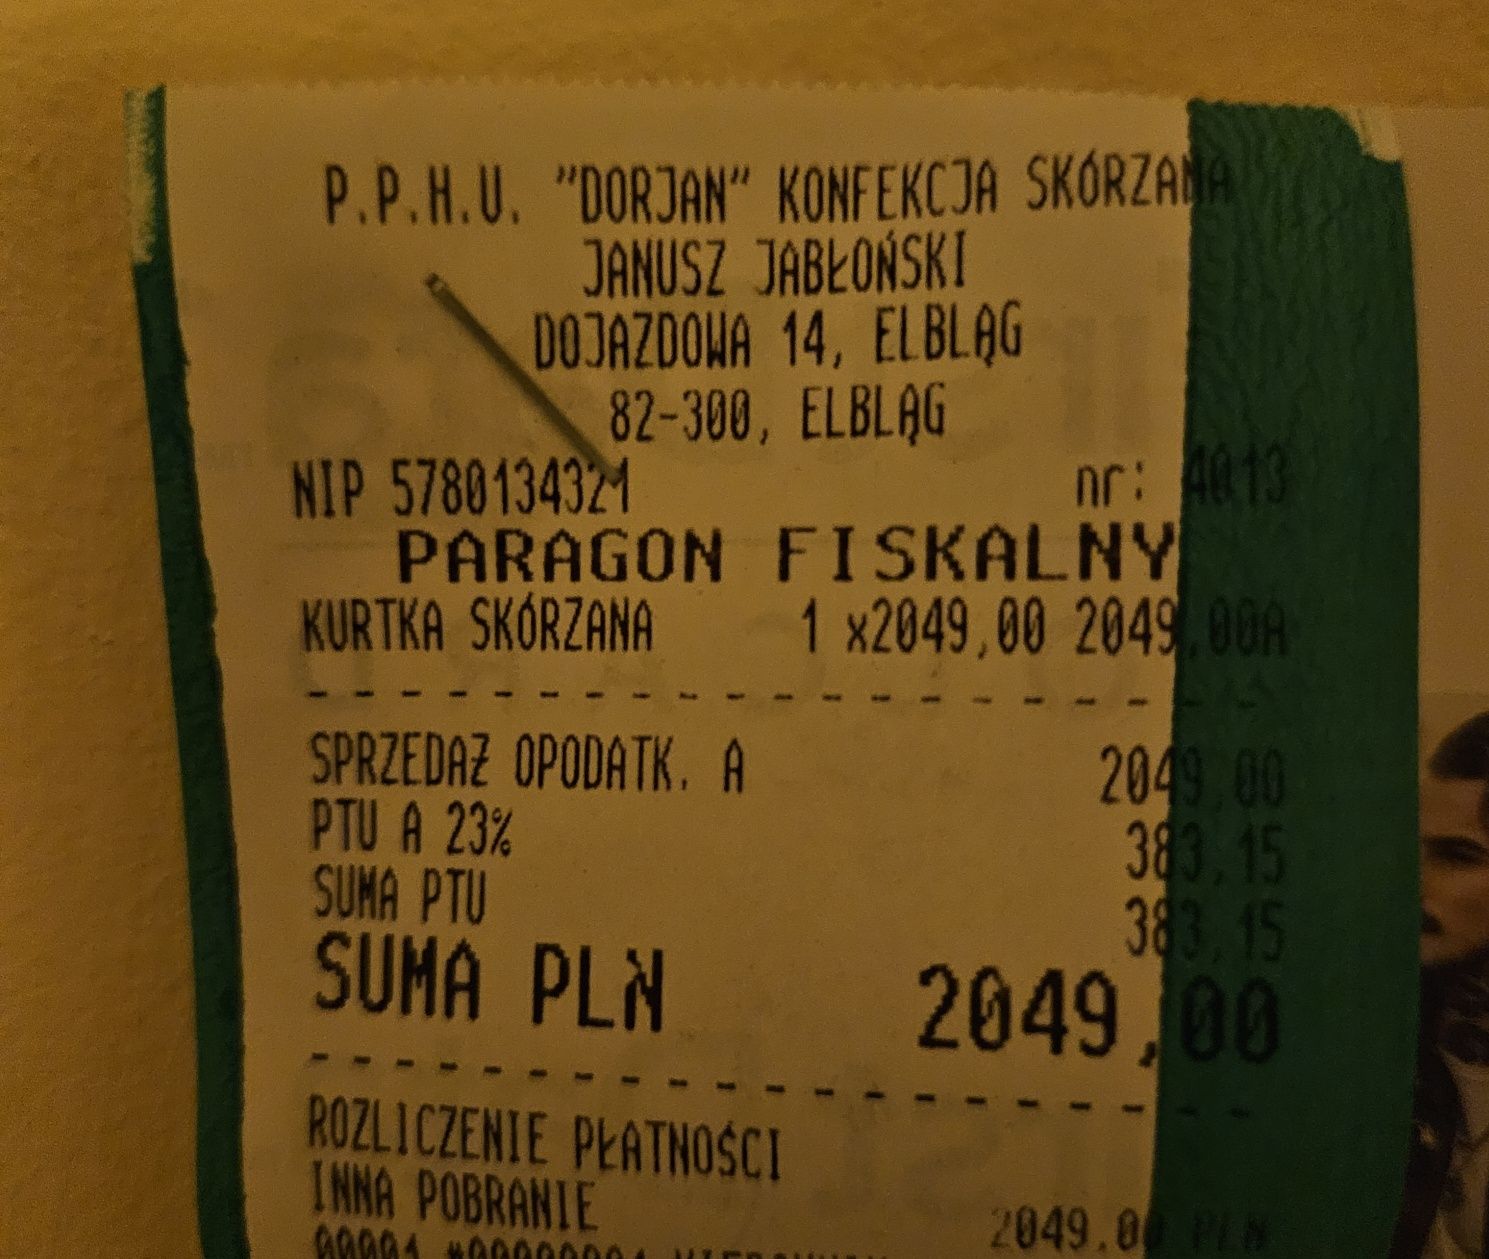 P.P.H.U. "DORJAN" KONFEKCJA SKÓRZANA
JANUSZ JABŁOŃSKI
DOJAZDOWA 14, ELBLĄG
82-300, ELBLĄG
NIP 5780134321 nr: 4013
PARAGON FISKALNY
KURTKA SKÓRZANA 1 x2049,00 2049,00A
SPRZEDAŻ OPODATK. A 2049,00
PTU A 23% 383,15
SUMA PTU 383,15
SUMA PLN 2049,00
ROZLICZENIE PŁATNOŚCI
INNA POBRANIE 2049,00 PLN